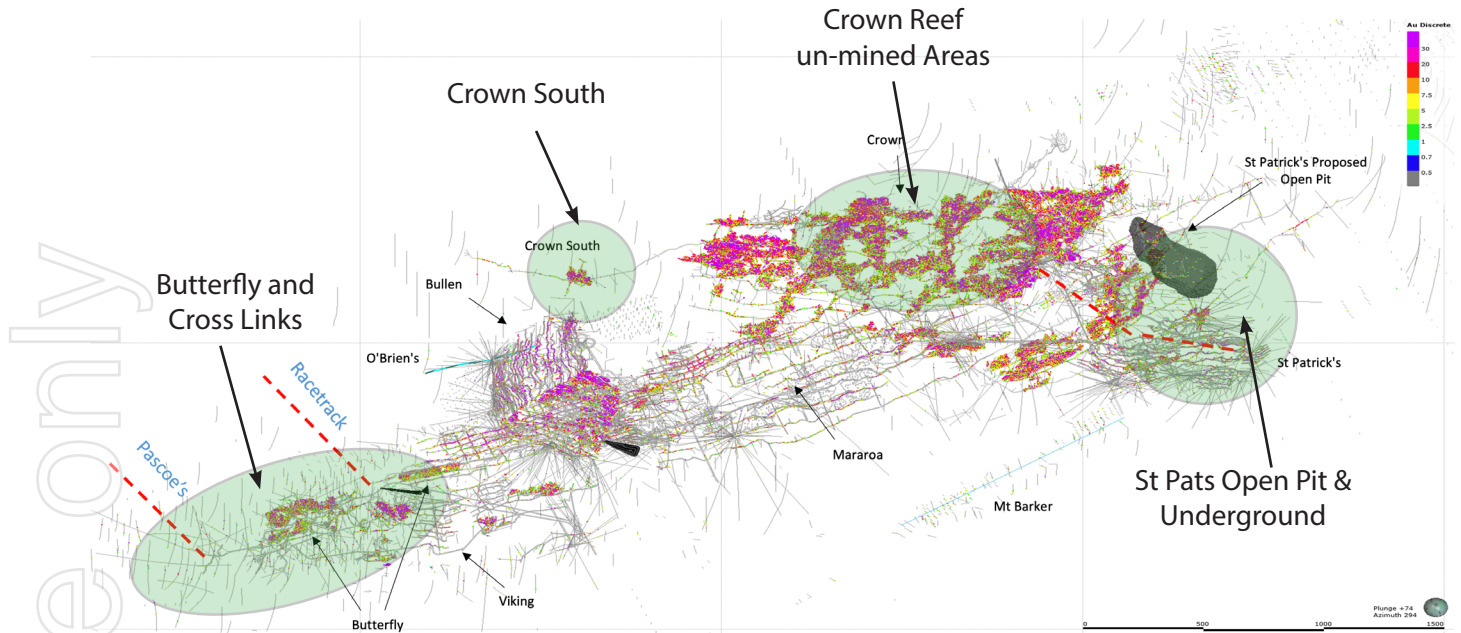 Crown Reef
un-mined Areas
Crown South
Au Discrete
30
20
10
7.5
5
2.5
1
0.7
0.5
Crown
St Patrick's Proposed
Open Pit
Crown South
Butterfly and
Cross Links
Bullen
O'Brien's
St Patrick's
Racetrack
Pascoe's
Mararoa
St Pats Open Pit &
Underground
Mt Barker
Viking
Butterfly
Plunge +74
Azimuth 294
0
500
1000
1500
e only